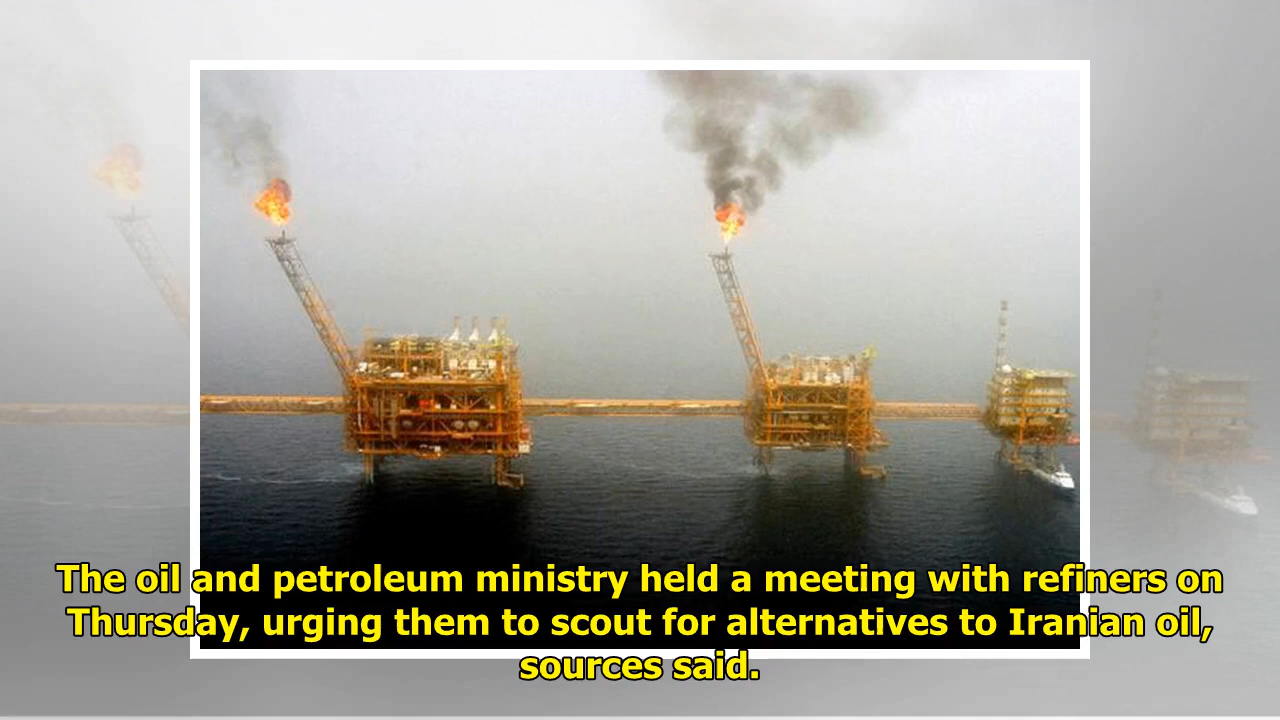 The oil and petroleum ministry held a meeting with refiners on
Thursday, urging them to scout for alternatives to Iranian oil,
sources said.